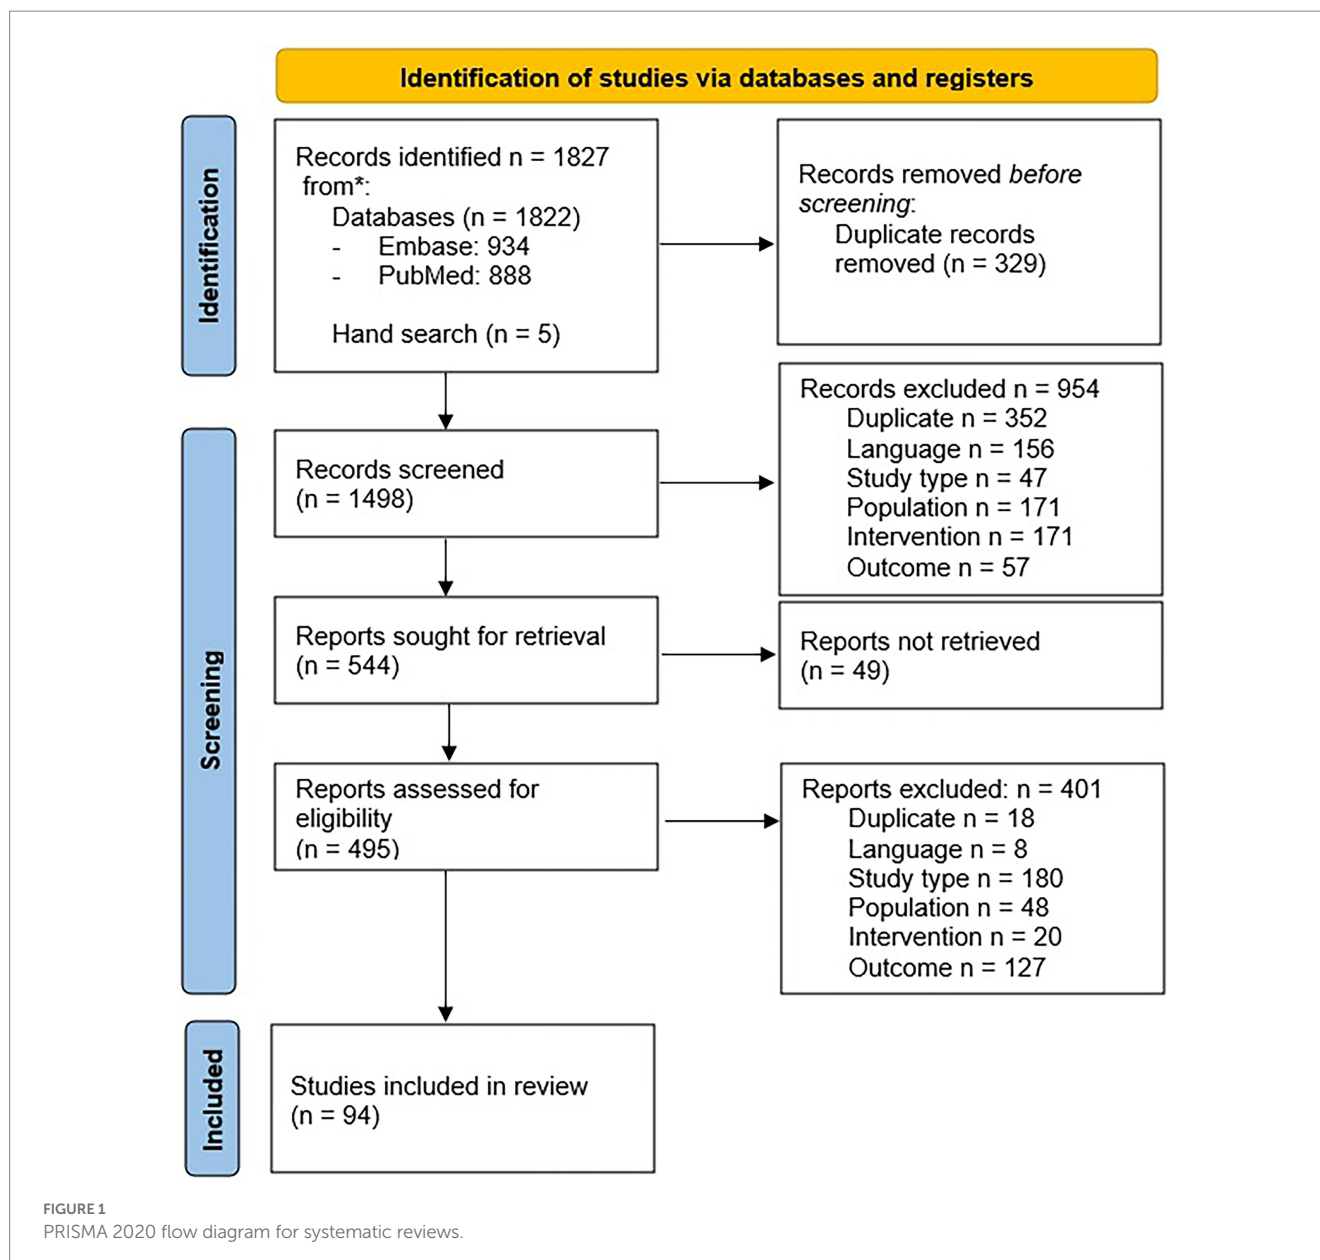 Identification of studies via databases and registers
Identification
Records identified n = 1827
from*:
Databases (n = 1822)
- Embase: 934
- PubMed: 888
Hand search (n = 5)
Records removed before
screening:
Duplicate records
removed (n = 329)
Screening
Records screened
(n = 1498)
Records excluded n = 954
Duplicate n = 352
Language n = 156
Study type n = 47
Population n = 171
Intervention n = 171
Outcome n = 57
Reports sought for retrieval
(n = 544)
Reports not retrieved
(n = 49)
Reports assessed for
eligibility
(n = 495)
Reports excluded: n = 401
Duplicate n = 18
Language n = 8
Study type n = 180
Population n = 48
Intervention n = 20
Outcome n = 127
Included
Studies included in review
(n = 94)
FIGURE 1
PRISMA 2020 flow diagram for systematic reviews.